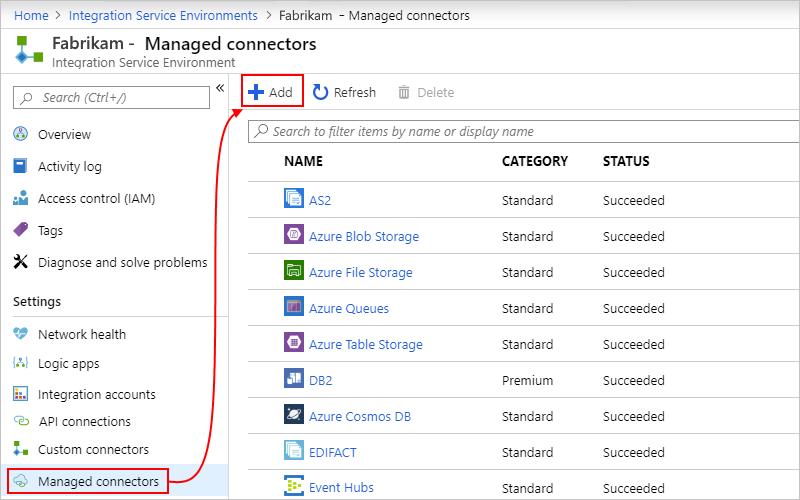 Home > Integration Service Environments > Fabrikam - Managed connectors
Fabrikam - Managed connectors
Integration Service Environment
Search (Ctrl+/)
«
Overview
Activity log
Access control (IAM)
Tags
Diagnose and solve problems
Settings
Network health
Logic apps
Integration accounts
API connections
Custom connectors
Managed connectors
Add Refresh Delete
Search to filter items by name or display name
NAME CATEGORY STATUS
AS2 Standard Succeeded
Azure Blob Storage Standard Succeeded
Azure File Storage Standard Succeeded
Azure Queues Standard Succeeded
Azure Table Storage Standard Succeeded
DB2 Premium Succeeded
Azure Cosmos DB Standard Succeeded
EDIFACT Standard Succeeded
Event Hubs Standard Succeeded